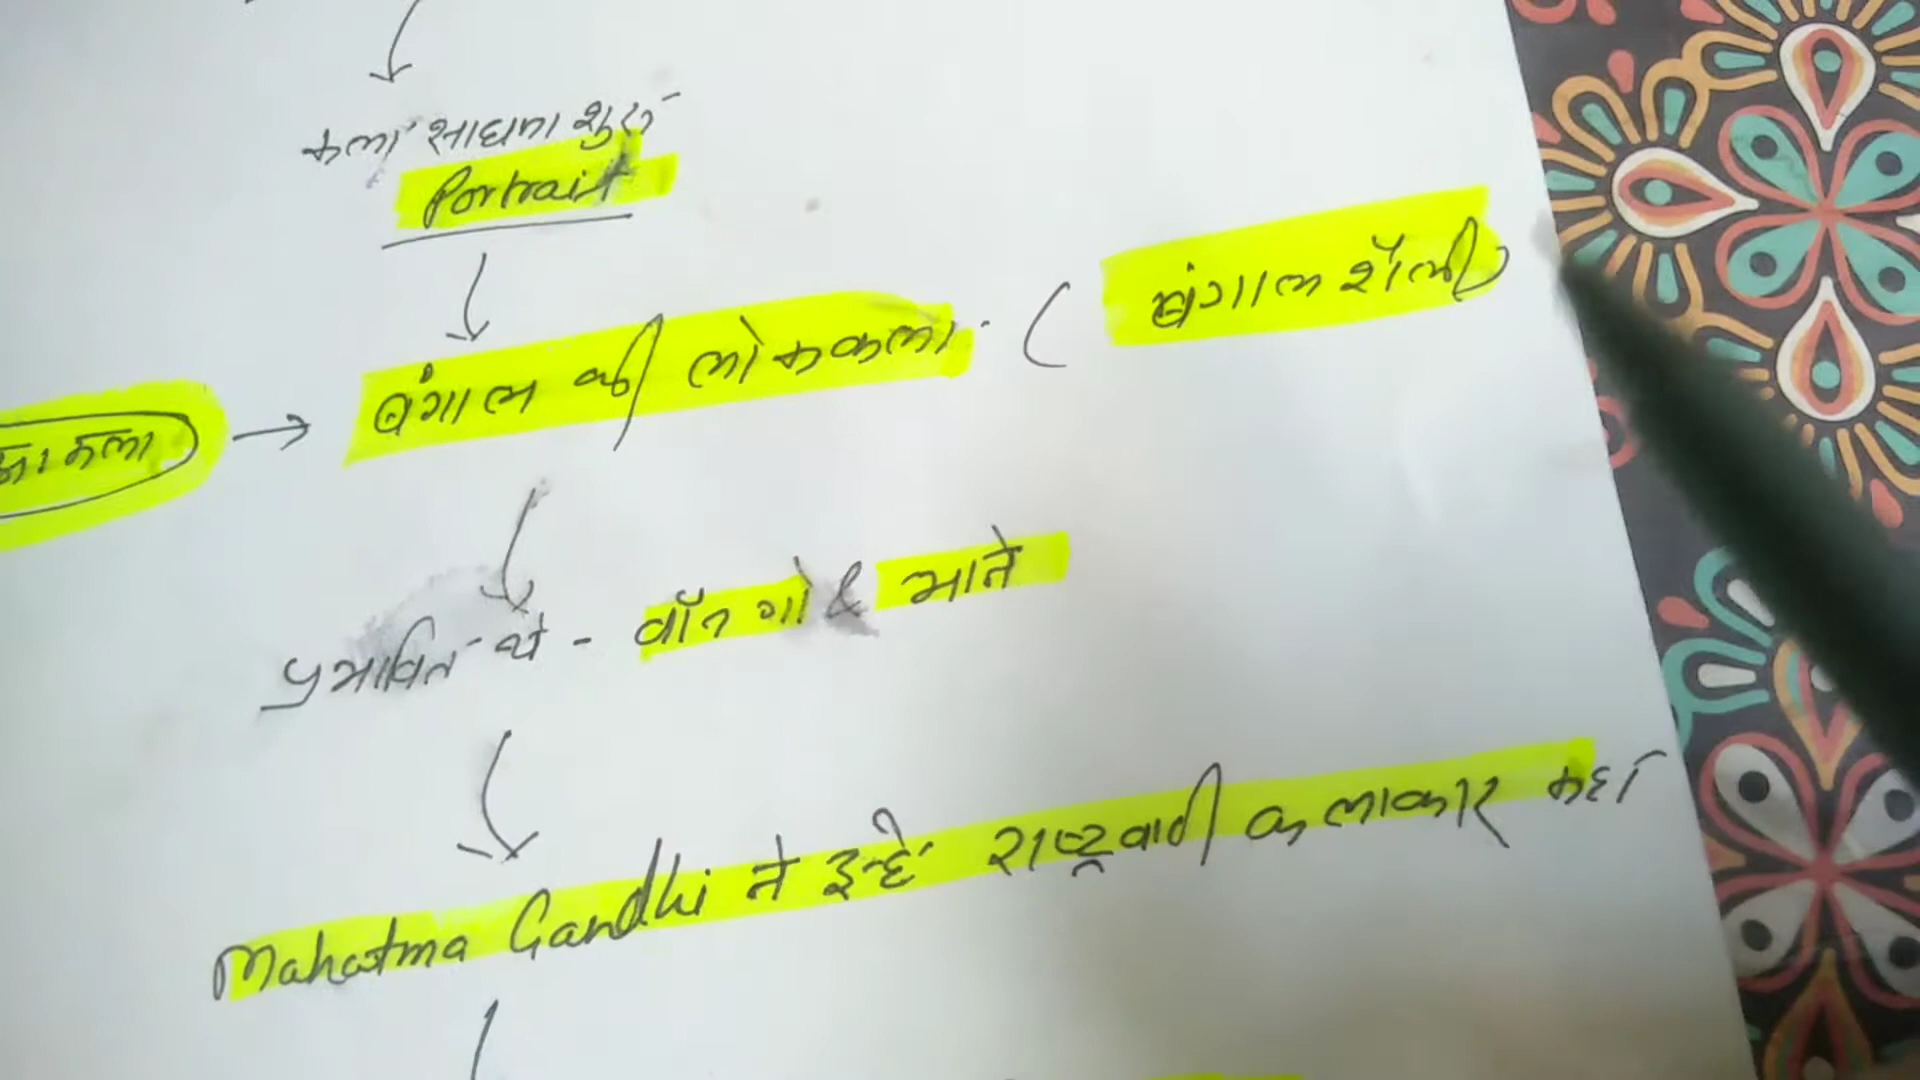 कला साधना शुरु
Portrait
बंगाल की लोककला ( बंगाल शैली
कला →
प्रभावित थे - वॉन गो & माने
Mahatma Gandhi ने इन्हें राष्ट्रवादी कलाकार कहा